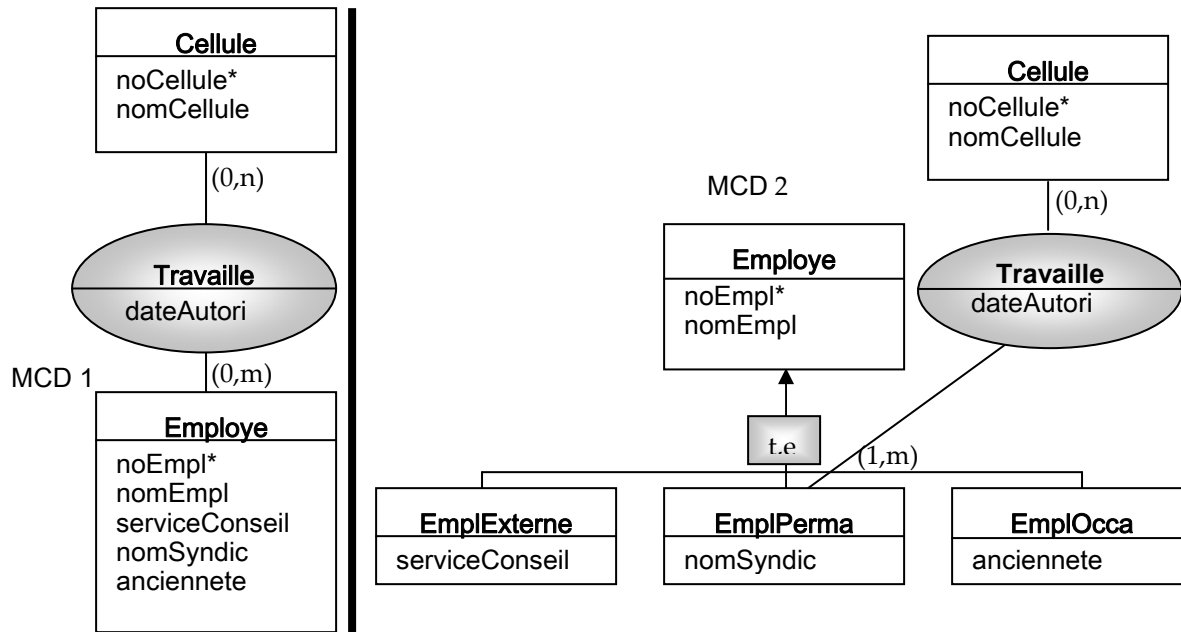 Cellule
noCellule*
nomCellule
(0,n)
Travaille
dateAutori
(0,m)
MCD 1
Employe
noEmpl*
nomEmpl
serviceConseil
nomSyndic
anciennete
Cellule
noCellule*
nomCellule
(0,n)
MCD 2
Employe
noEmpl*
nomEmpl
Travaille
dateAutori
t.e
(1,m)
EmplExterne
serviceConseil
EmplPerma
nomSyndic
EmplOcca
anciennete